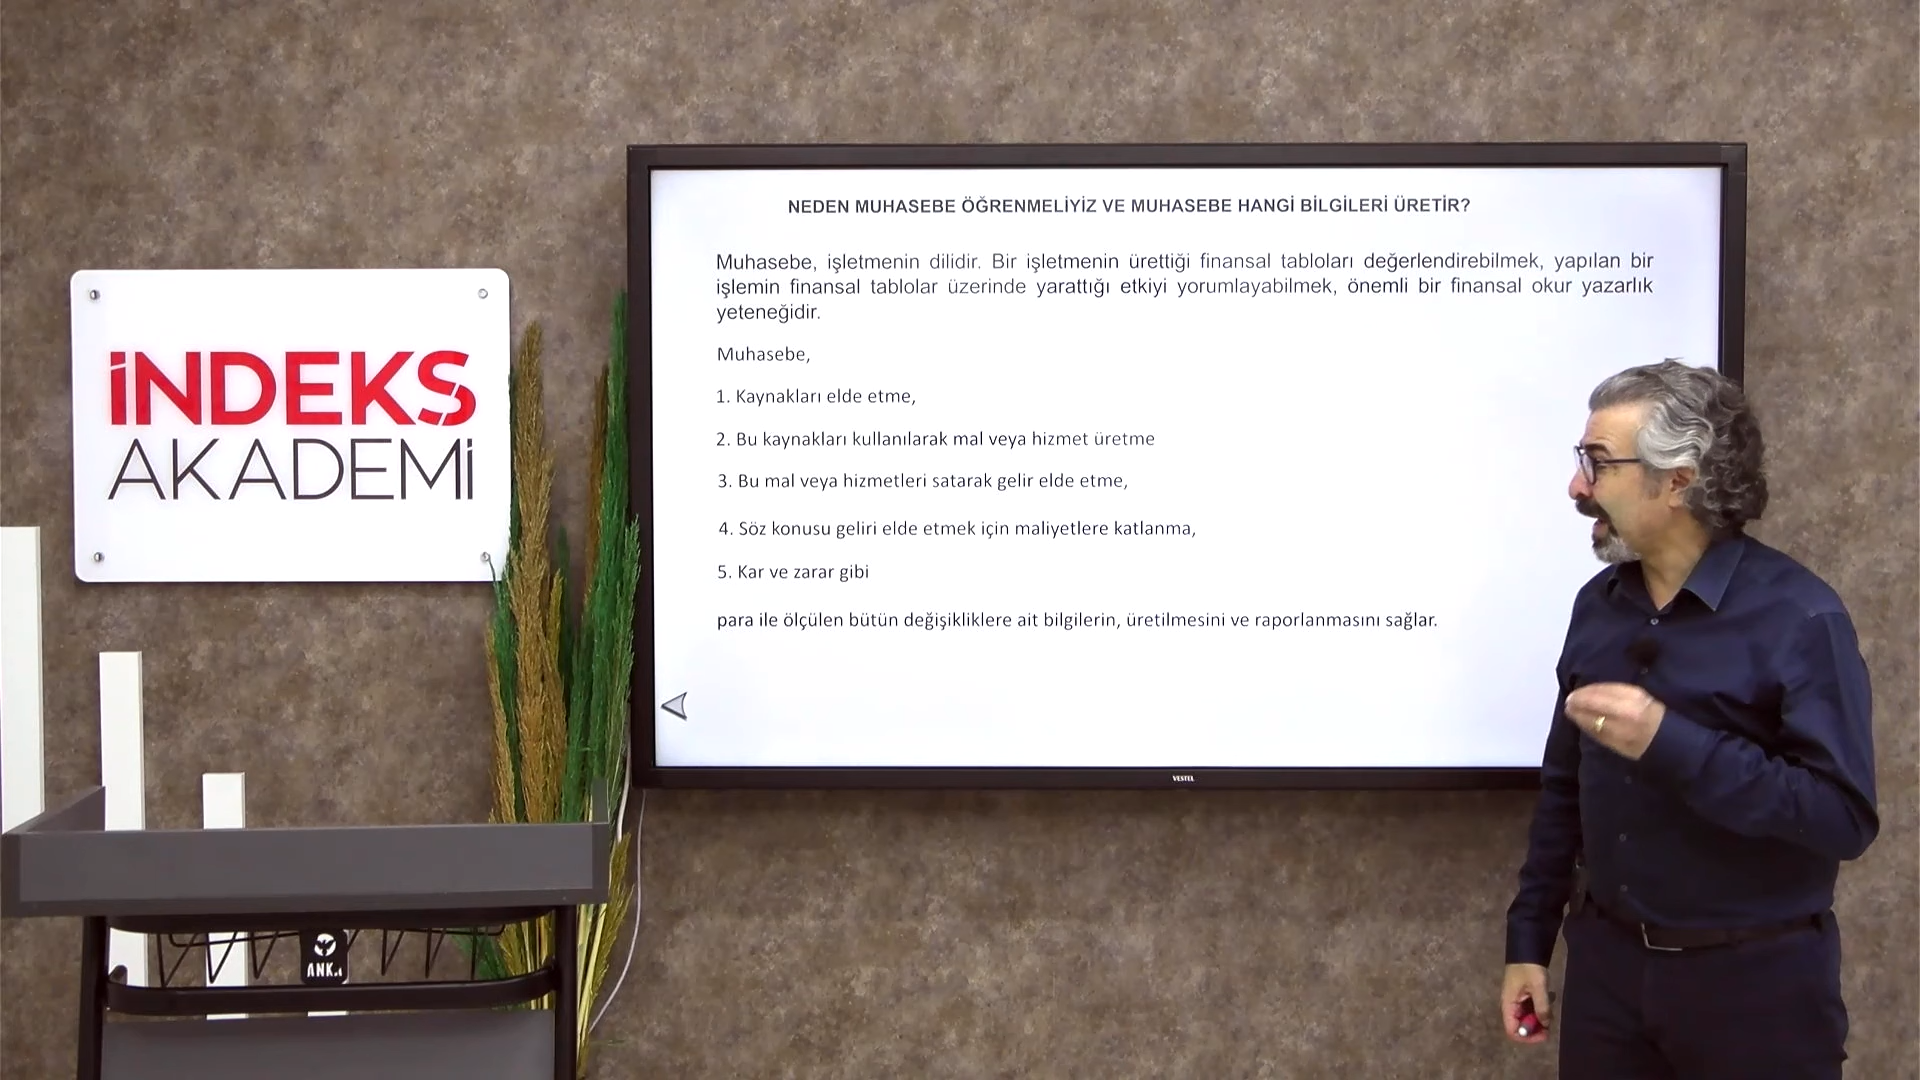 NEDEN MUHASEBE ÖĞRENMELİYİZ VE MUHASEBE HANGİ BİLGİLERİ ÜRETİR?
Muhasebe, işletmenin dilidir. Bir işletmenin ürettiği finansal tabloları değerlendirebilmek, yapılan bir
işlemin finansal tablolar üzerinde yarattığı etkiyi yorumlayabilmek, önemli bir finansal okur yazarlık
yeteneğidir.
Muhasebe,
1. Kaynakları elde etme,
2. Bu kaynakları kullanılarak mal veya hizmet üretme
3. Bu mal veya hizmetleri satarak gelir elde etme,
4. Söz konusu geliri elde etmek için maliyetlere katlanma,
5. Kar ve zarar gibi
para ile ölçülen bütün değişikliklere ait bilgilerin, üretilmesini ve raporlanmasını sağlar.
VESTEL
İNDEKS
AKADEMİ